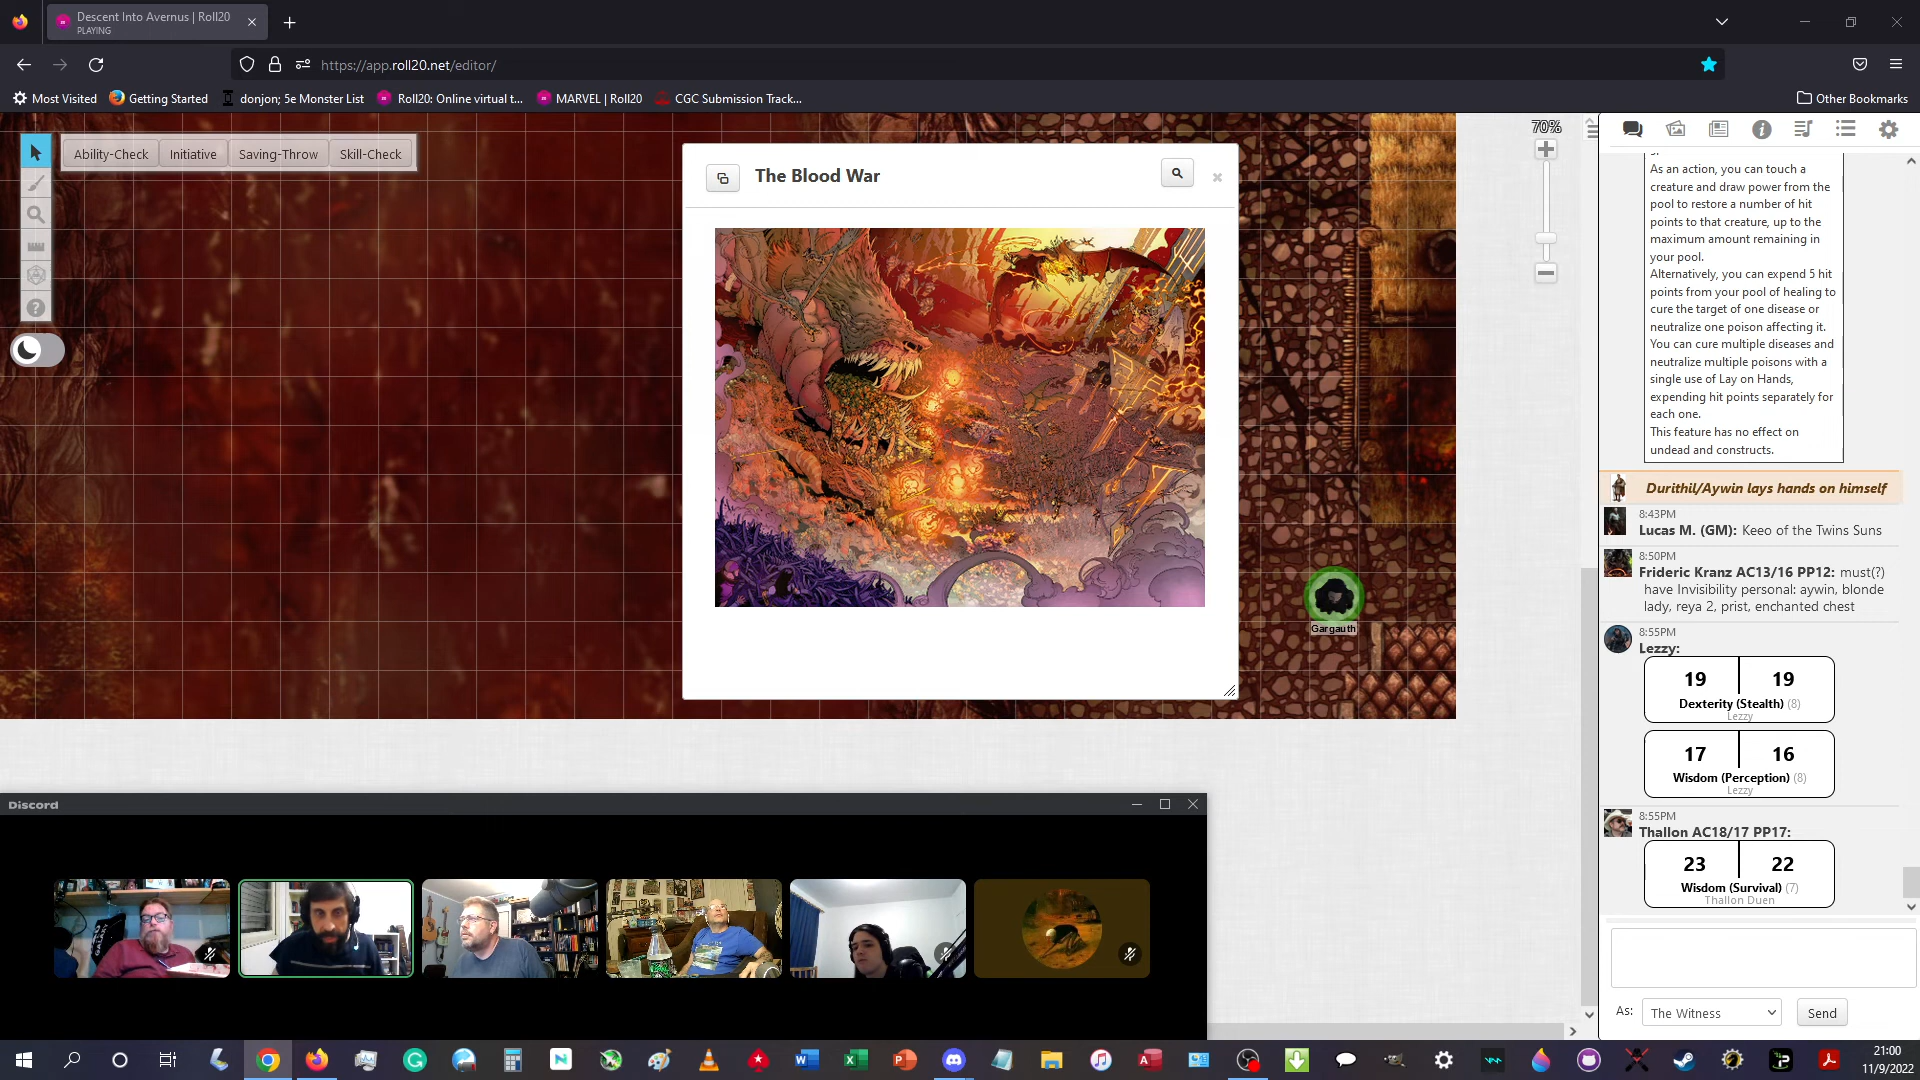 Descent Into Avernus | Roll20
PLAYING
https://app.roll20.net/editor/
Most Visited
Getting Started
donjon; 5e Monster List
Roll20: Online virtual t...
MARVEL | Roll20
CGC Submission Track...
Other Bookmarks
Ability-Check
Initiative
Saving-Throw
Skill-Check
The Blood War
70%
Gargauth
As an action, you can touch a
creature and draw power from the
pool to restore a number of hit
points to that creature, up to the
maximum amount remaining in
your pool.
Alternatively, you can expend 5 hit
points from your pool of healing to
cure the target of one disease or
neutralize one poison affecting it.
You can cure multiple diseases and
neutralize multiple poisons with a
single use of Lay on Hands,
expending hit points separately for
each one.
This feature has no effect on
undead and constructs.
Durithil/Aywin lays hands on himself
8:43PM
Lucas M. (GM): Keeo of the Twins Suns
8:50PM
Frideric Kranz AC13/16 PP12: must(?)
have Invisibility personal: aywin, blonde
lady, reya 2, prist, enchanted chest
8:55PM
Lezzy:
19 19
Dexterity (Stealth) (8)
Lezzy
17 16
Wisdom (Perception) (8)
Lezzy
8:55PM
Thallon AC18/17 PP17:
23 22
Wisdom (Survival) (7)
Thallon Duen
As: The Witness
Send
Discord
21:00
11/9/2022